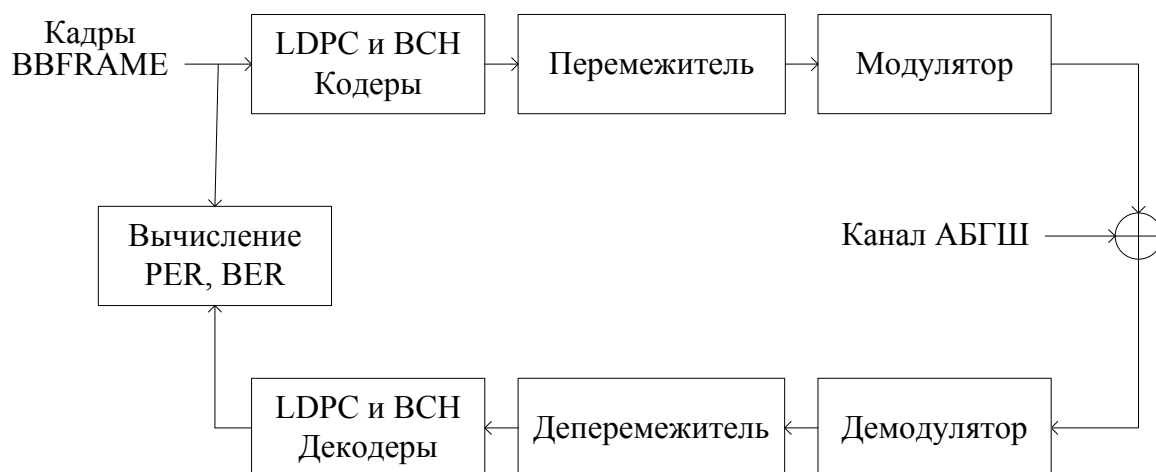 Кадры
BBFRAME
LDPC и BCH
Кодеры
Перемежитель
Модулятор
Вычисление
PER, BER
Канал АБГШ
LDPC и BCH
Декодеры
Деперемежитель
Демодулятор